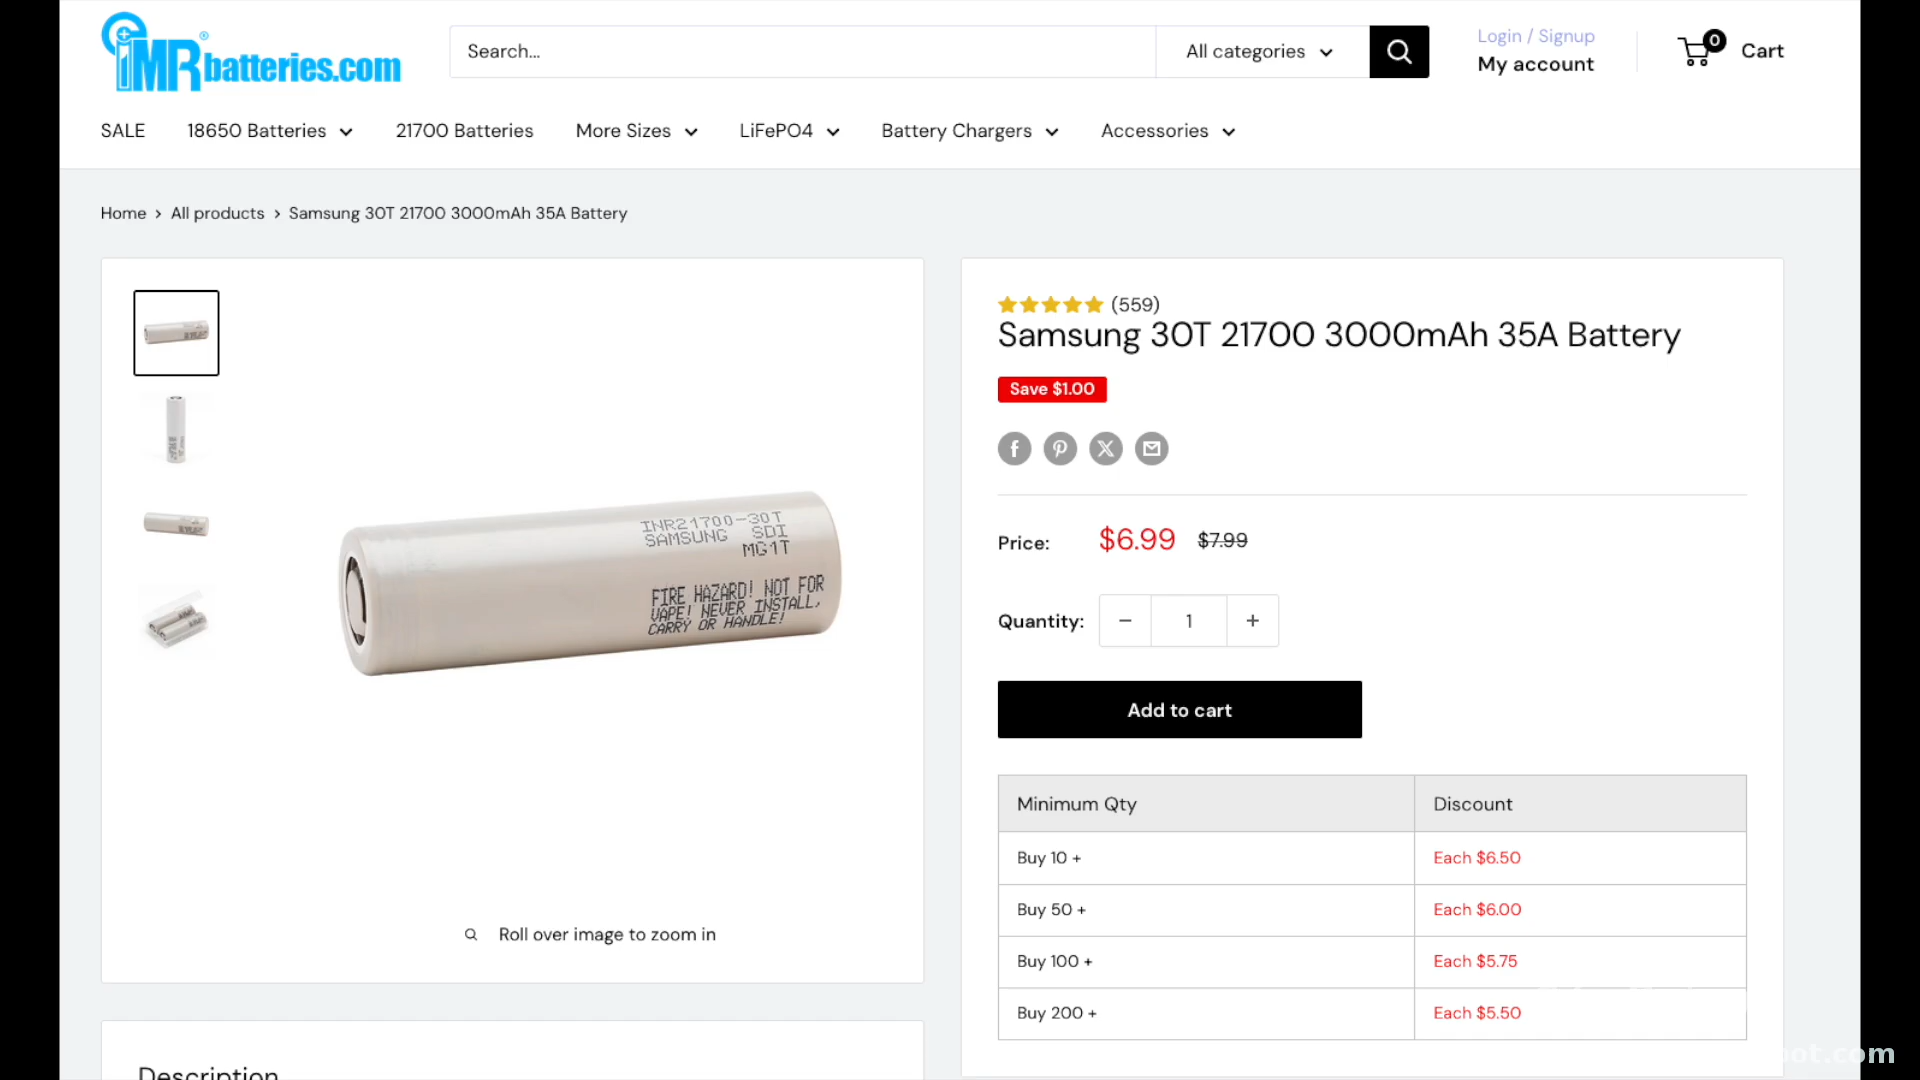 iMRbatteries.com
Search...
All categories
Login / Signup
My account
0
Cart
SALE
18650 Batteries
21700 Batteries
More Sizes
LiFePO4
Battery Chargers
Accessories
Home > All products > Samsung 30T 21700 3000mAh 35A Battery
INR21700-30T
SAMSUNG SDI
MG1T
FIRE HAZARD! NOT FOR
VAPE! NEVER INSTALL,
CARRY OR HANDLE!
Roll over image to zoom in
Description
(559)
Samsung 30T 21700 3000mAh 35A Battery
Save $1.00
Price: $6.99 $7.99
Quantity: − 1 +
Add to cart
Minimum Qty Discount
Buy 10 + Each $6.50
Buy 50 + Each $6.00
Buy 100 + Each $5.75
Buy 200 + Each $5.50